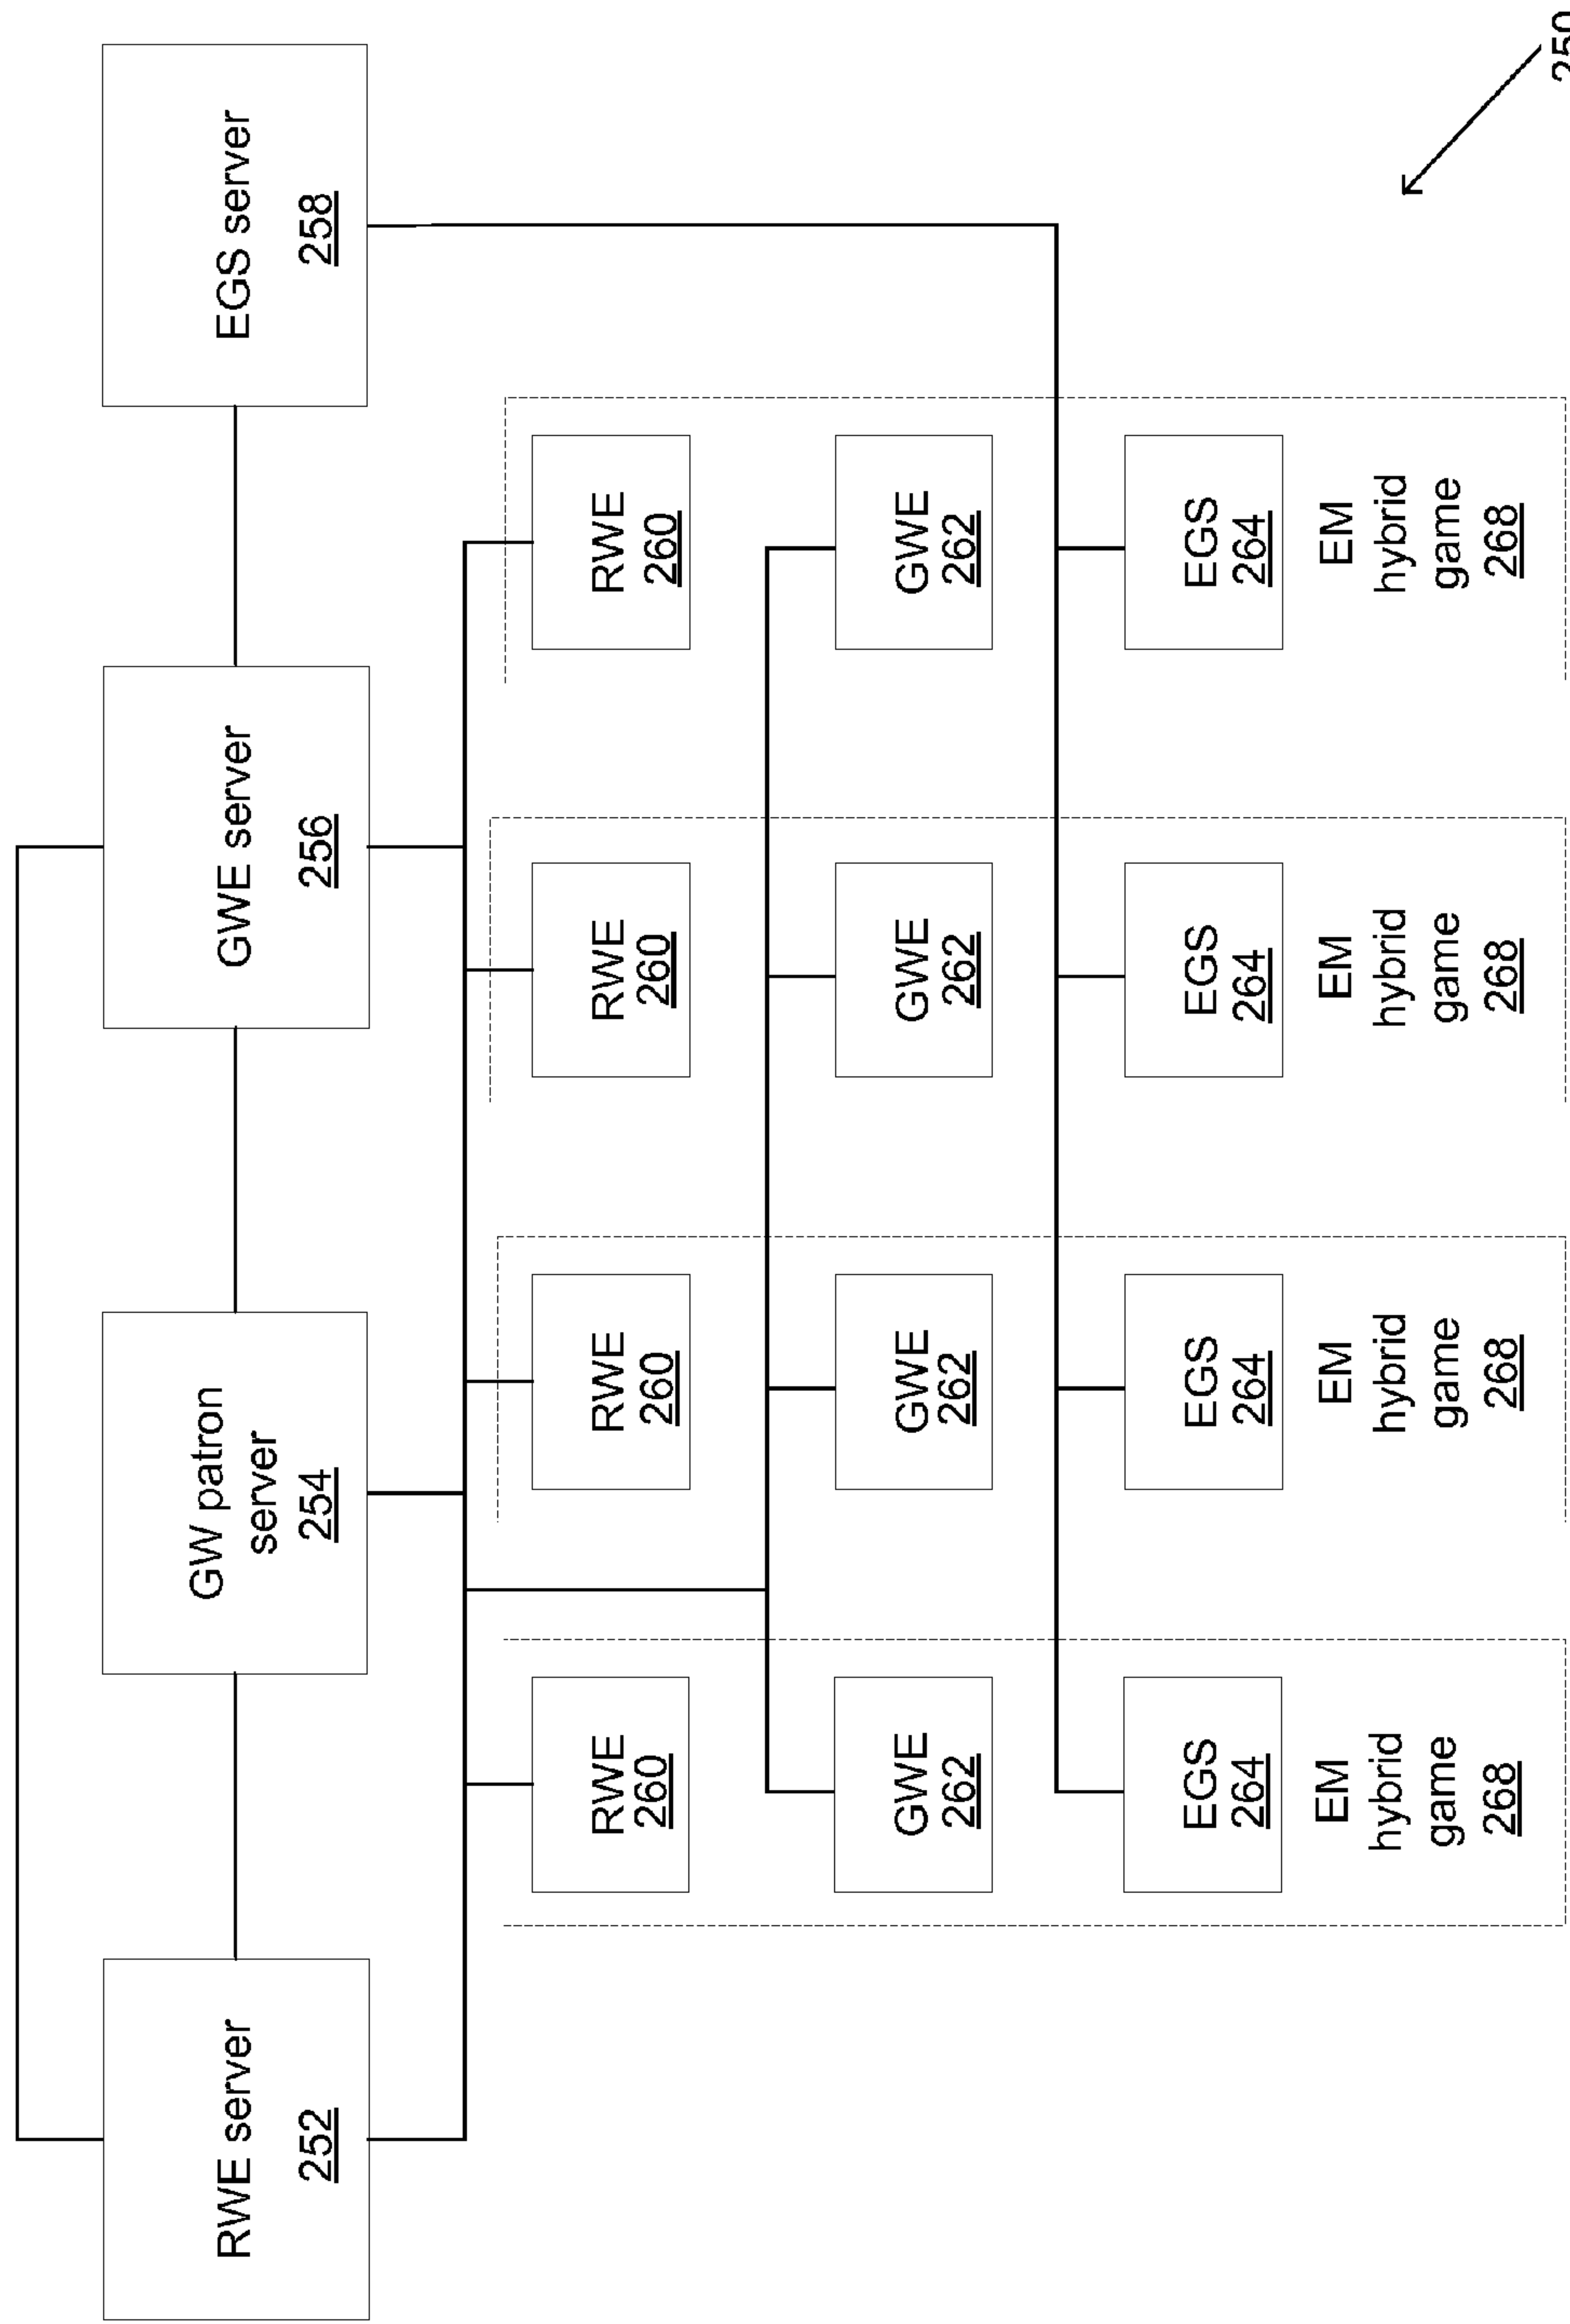 RWE server
252
GW patron
server
254
GWE server
256
EGS server
258
RWE
260
RWE
260
RWE
260
RWE
260
GWE
262
GWE
262
GWE
262
GWE
262
EGS
264
EGS
264
EGS
264
EGS
264
EM
hybrid
game
268
EM
hybrid
game
268
EM
hybrid
game
268
EM
hybrid
game
268
250